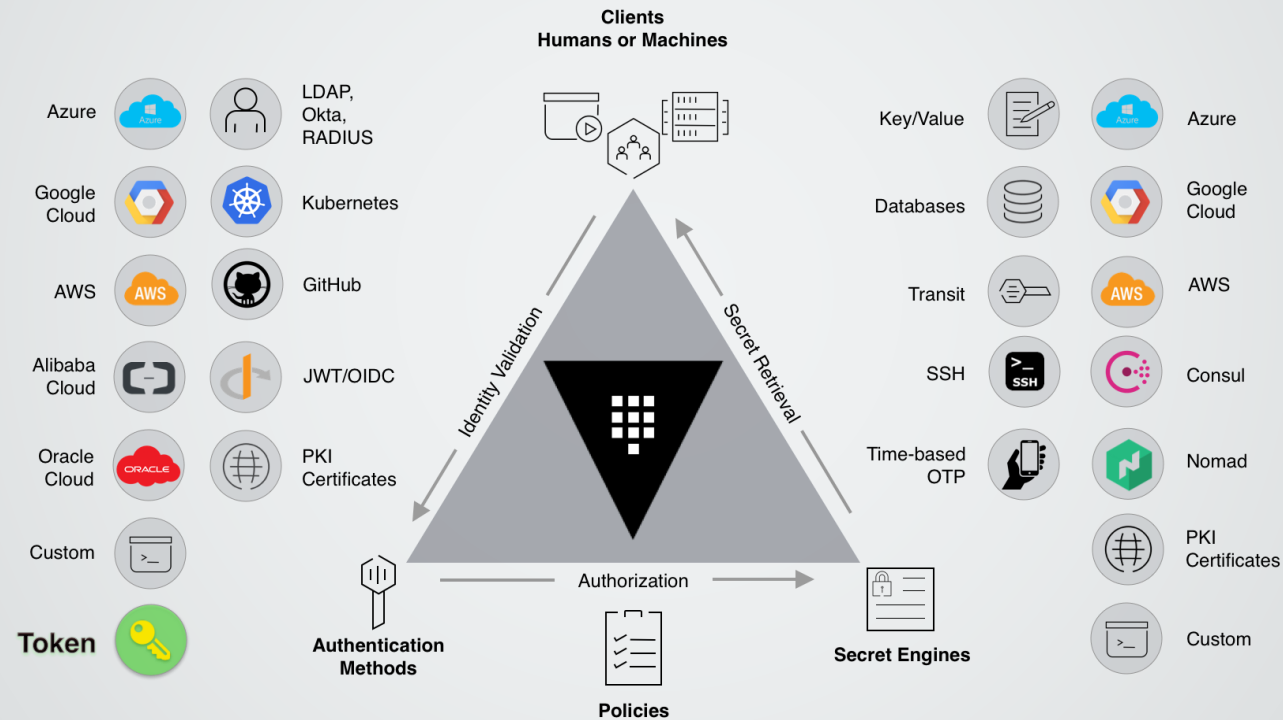 Clients
Humans or Machines
Azure
Azure
LDAP,
Okta,
RADIUS
Google
Cloud
Kubernetes
AWS
AWS
GitHub
Alibaba
Cloud
JWT/OIDC
Oracle
Cloud
ORACLE
PKI
Certificates
Custom
>_
Token
Identity Validation
Secret Retrieval
Authorization
Authentication
Methods
Policies
Secret Engines
Key/Value
Azure
Azure
Databases
Google
Cloud
Transit
AWS
AWS
SSH
>_
SSH
Consul
Time-based
OTP
Nomad
PKI
Certificates
>_
Custom